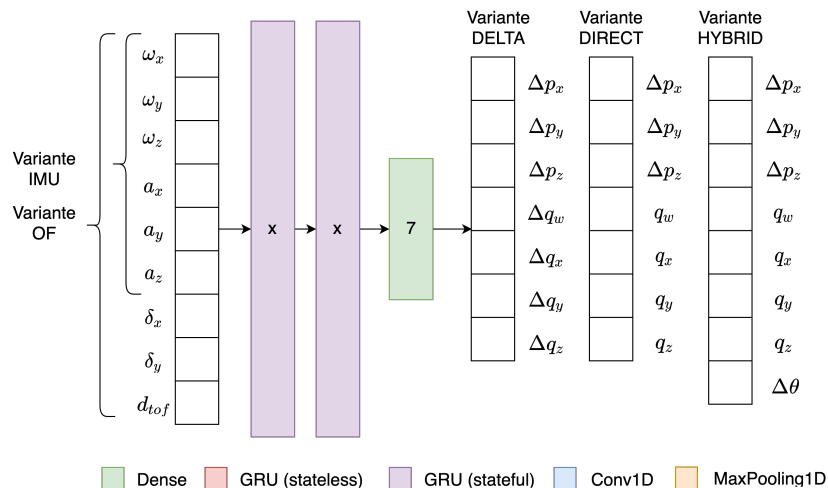 Variante
DELTA
Variante
DIRECT
Variante
HYBRID
Variante
IMU
Variante
OF
ωx
ωy
ωz
ax
ay
az
δx
δy
dtof
x
x
7
Δpx
Δpy
Δpz
Δqw
Δqx
Δqy
Δqz
Δpx
Δpy
Δpz
qw
qx
qy
qz
Δpx
Δpy
Δpz
qw
qx
qy
qz
Δθ
Dense
GRU (stateless)
GRU (stateful)
Conv1D
MaxPooling1D